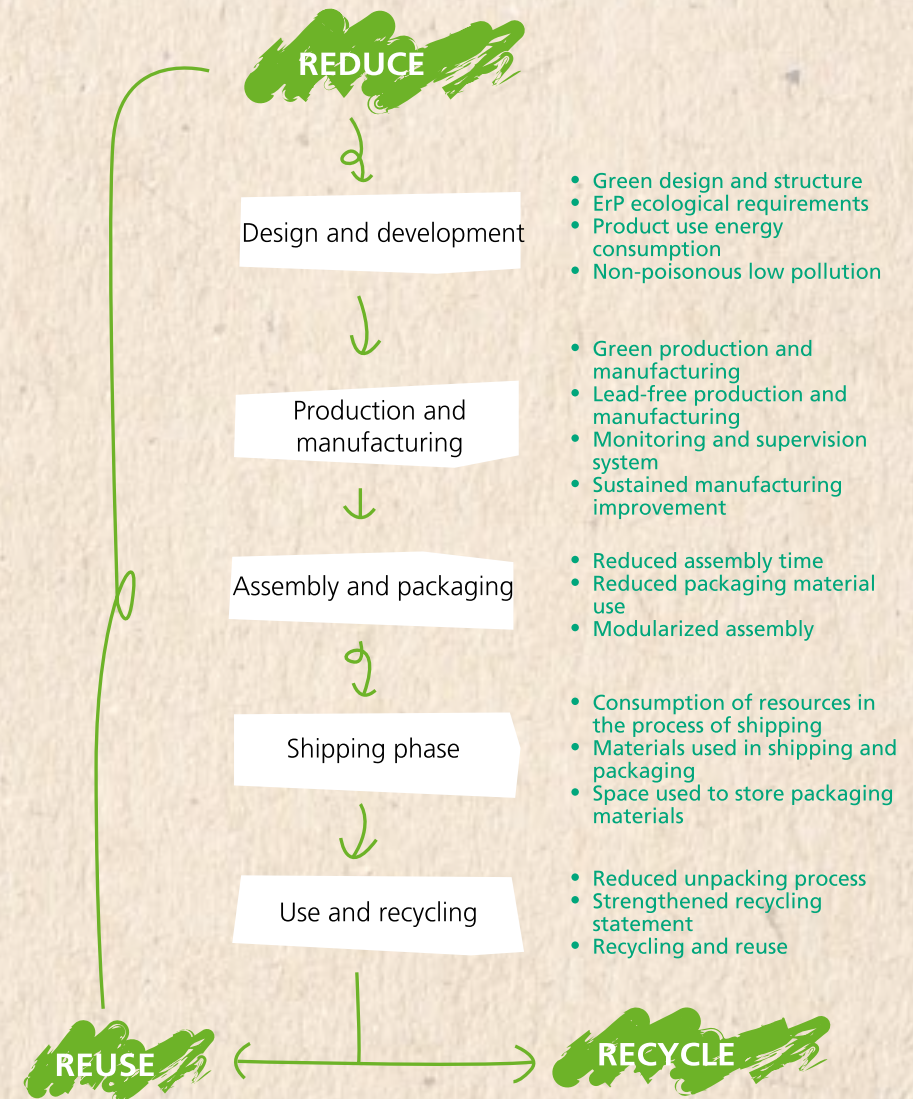 REDUCE
Design and development
• Green design and structure
• ErP ecological requirements
• Product use energy
consumption
• Non-poisonous low pollution
Production and
manufacturing
• Green production and
manufacturing
• Lead-free production and
manufacturing
• Monitoring and supervision
system
• Sustained manufacturing
improvement
Assembly and packaging
• Reduced assembly time
• Reduced packaging material
use
• Modularized assembly
Shipping phase
• Consumption of resources in
the process of shipping
• Materials used in shipping and
packaging
• Space used to store packaging
materials
Use and recycling
• Reduced unpacking process
• Strengthened recycling
statement
• Recycling and reuse
REUSE
RECYCLE